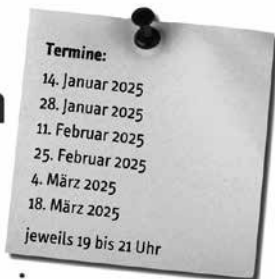 Termine:
14. Januar 2025
28. Januar 2025
11. Februar 2025
25. Februar 2025
4. März 2025
18. März 2025
jeweils 19 bis 21 Uhr